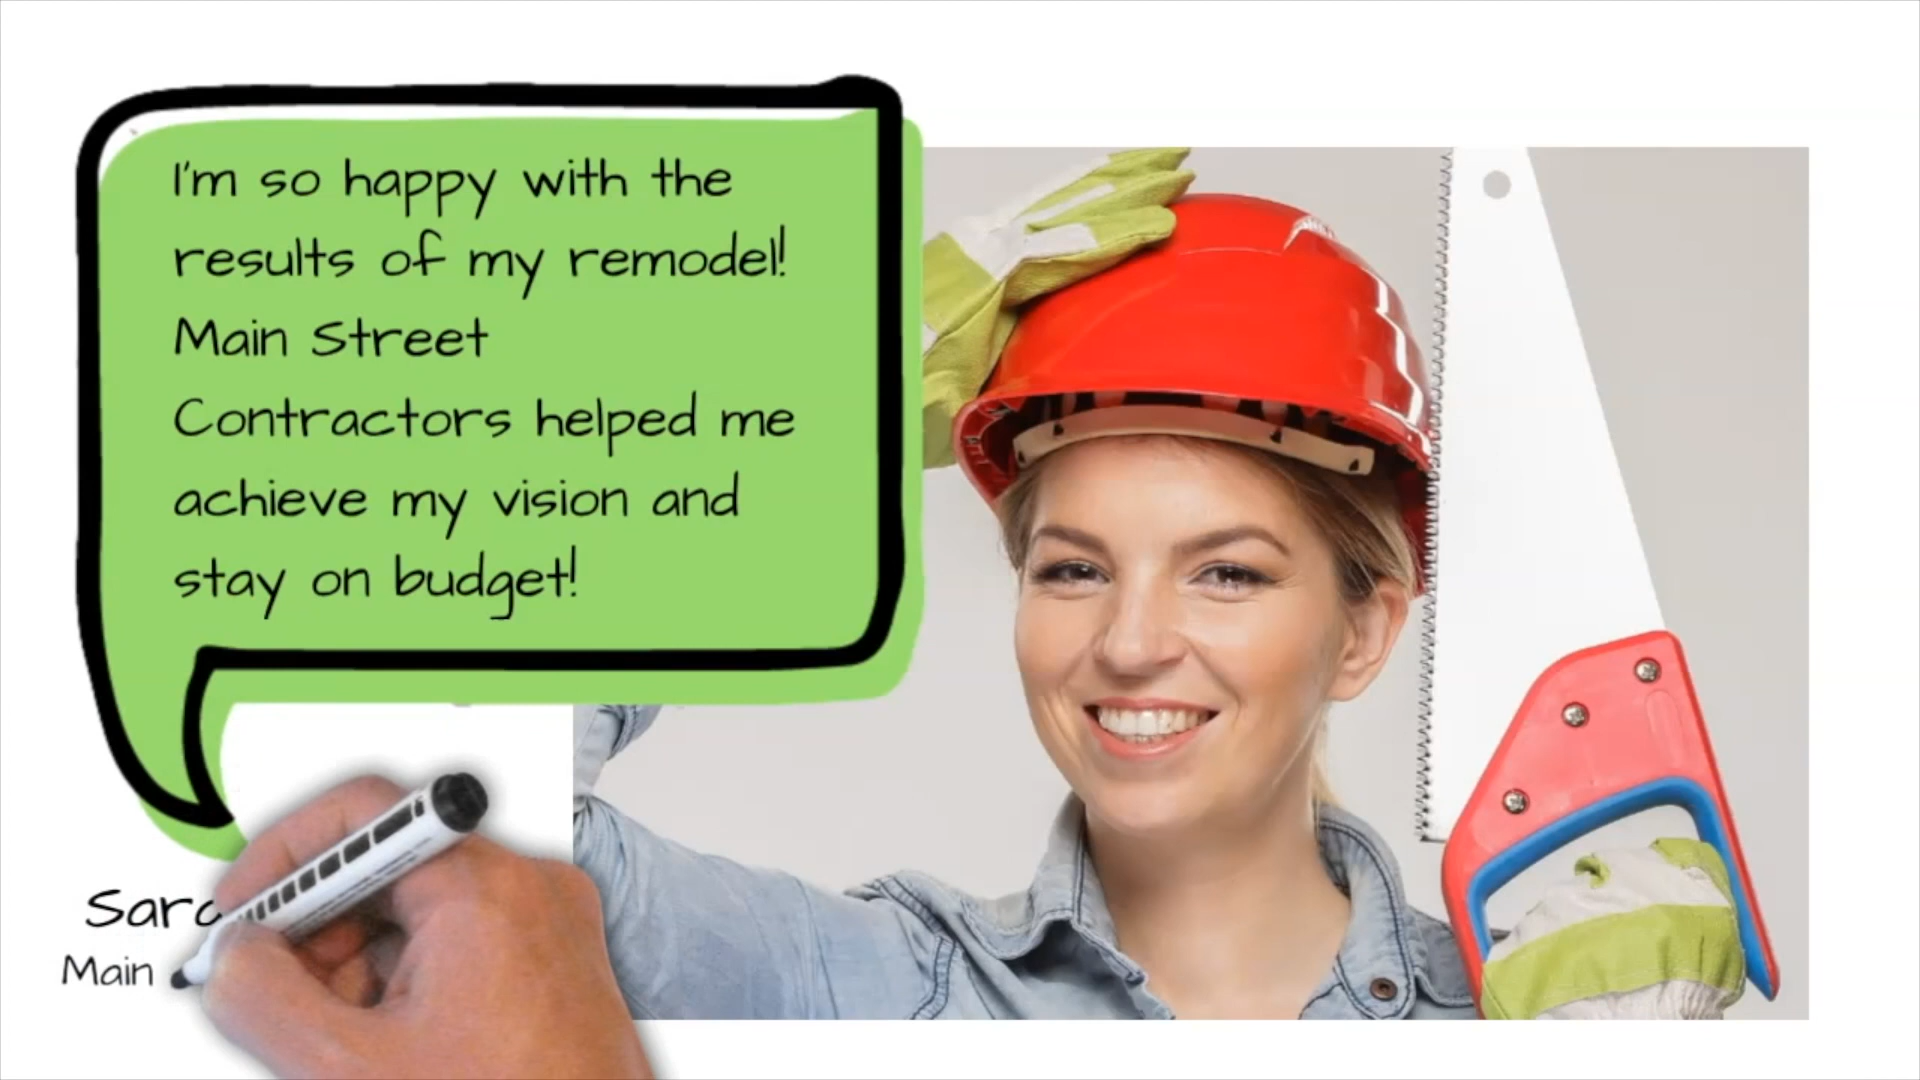 I'm so happy with the
results of my remodel!
Main Street
Contractors helped me
achieve my vision and
stay on budget!
Main